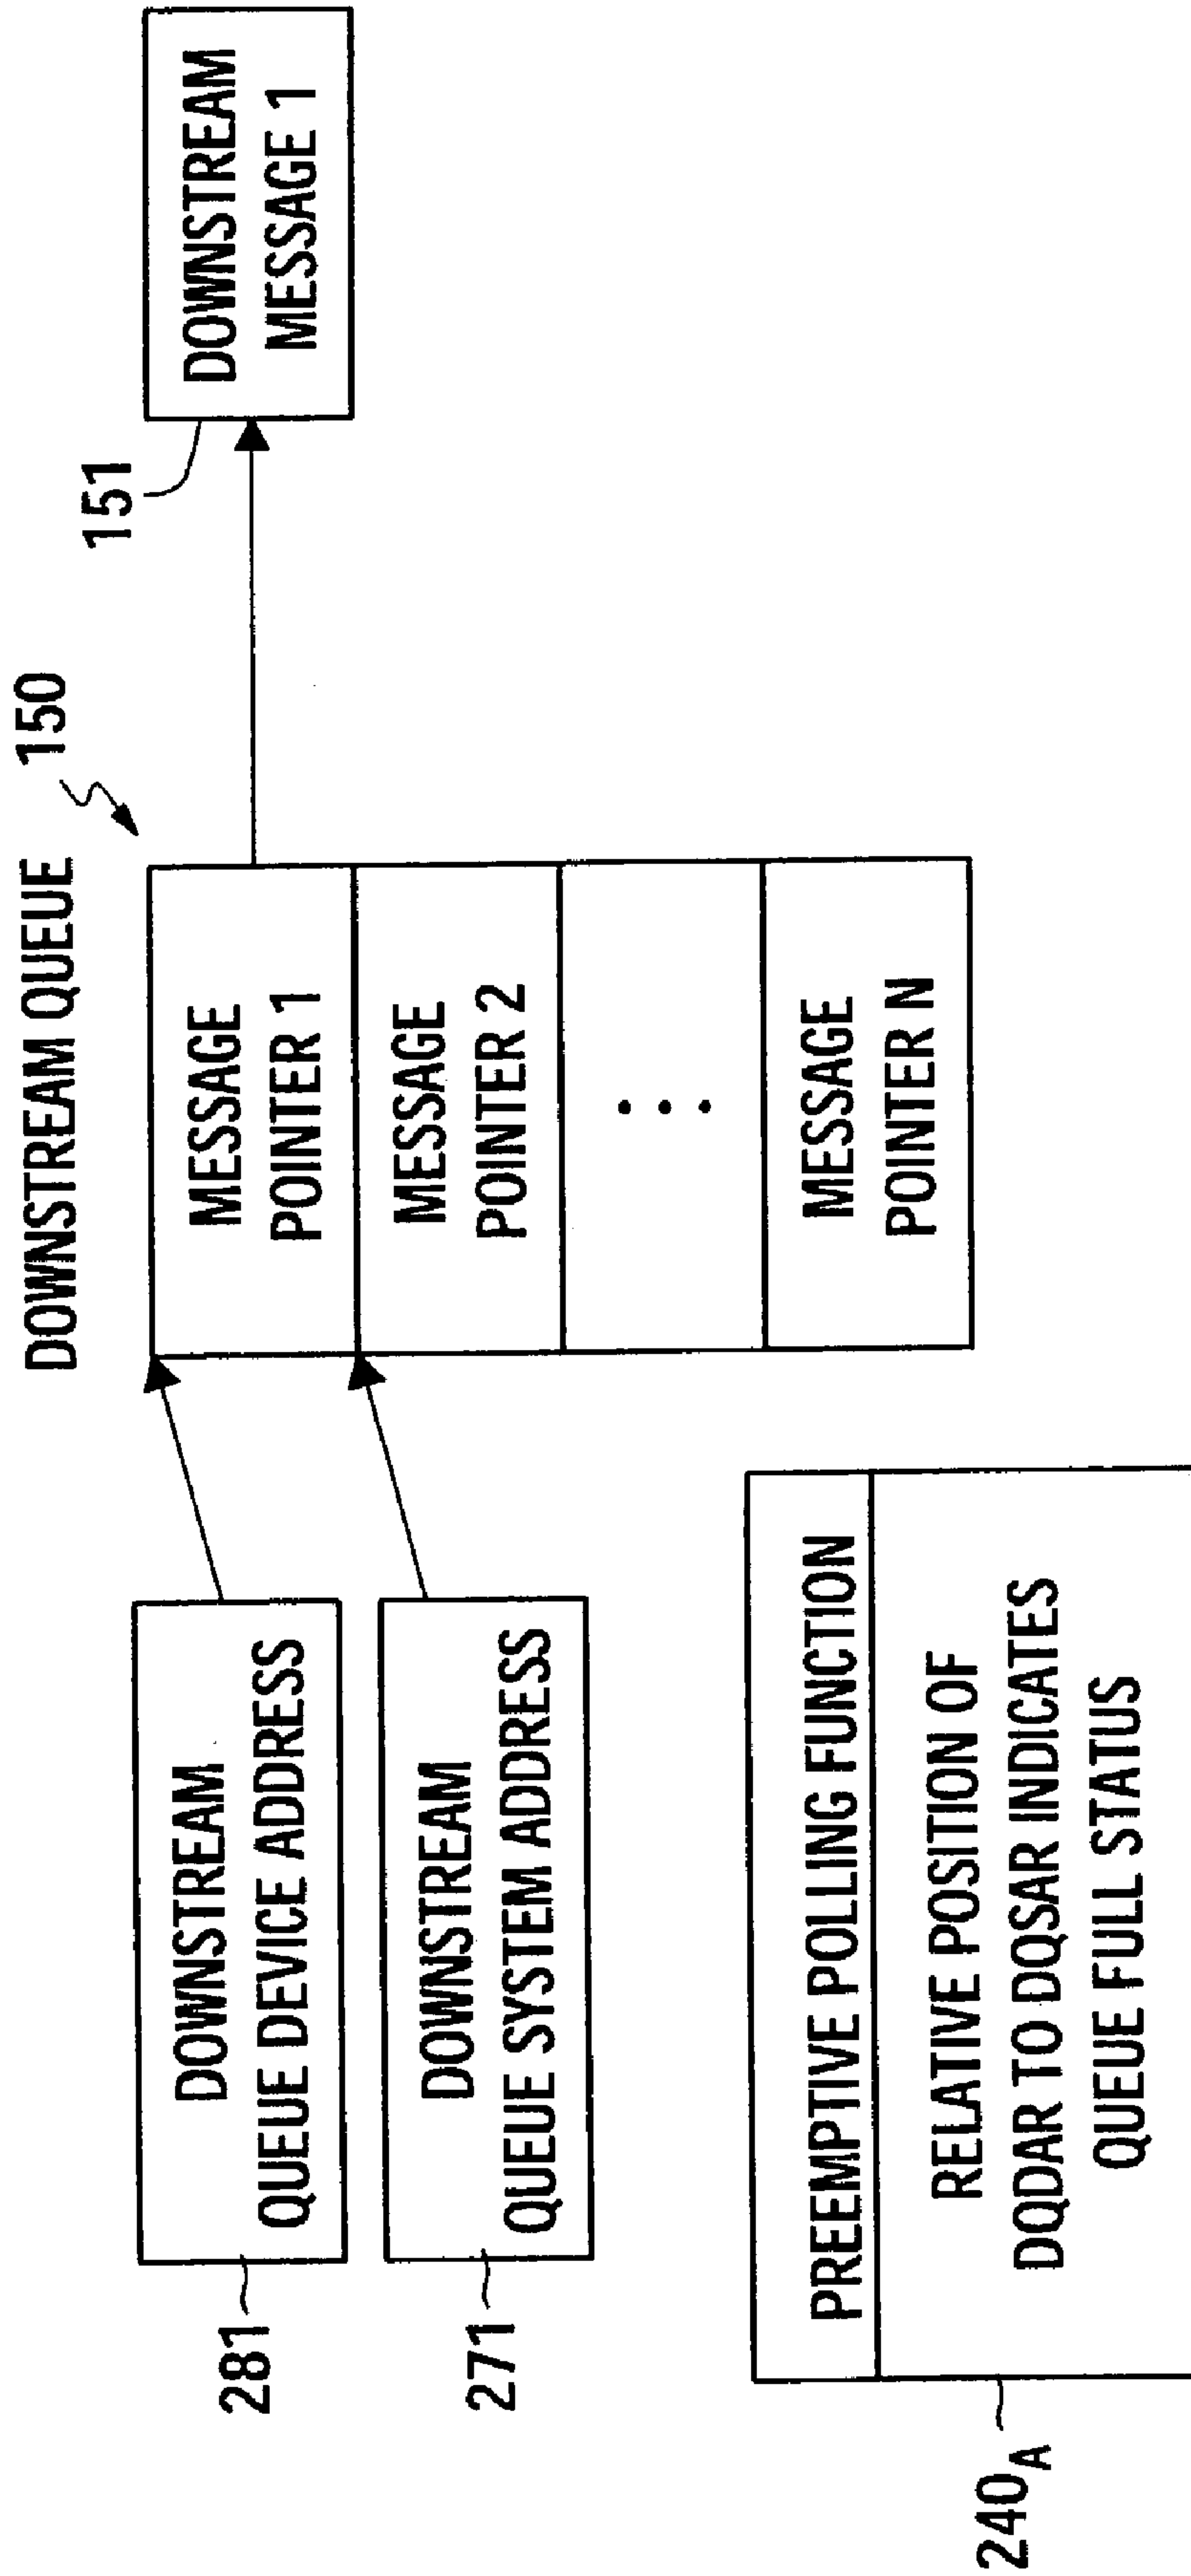 DOWNSTREAM QUEUE 150
DOWNSTREAM
QUEUE DEVICE ADDRESS
281
DOWNSTREAM
QUEUE SYSTEM ADDRESS
271
MESSAGE
POINTER 1
MESSAGE
POINTER 2
• • •
MESSAGE
POINTER N
151
DOWNSTREAM
MESSAGE 1
PREEMPTIVE POLLING FUNCTION
RELATIVE POSITION OF
DQDAR TO DQSAR INDICATES
QUEUE FULL STATUS
240A